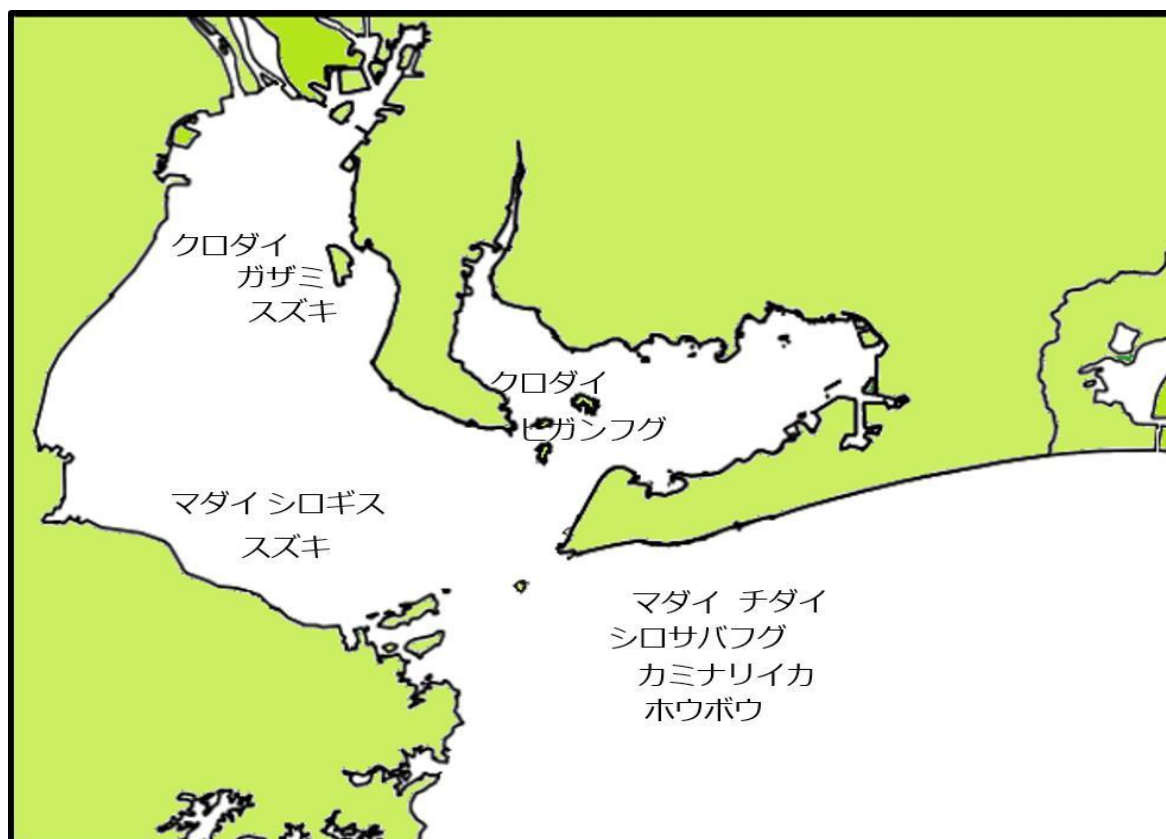 クロダイ
ガザミ
スズキ
クロダイ
ヒガンフグ
マダイ シロギス
スズキ
マダイ チダイ
シロサバフグ
カミナリイカ
ホウボウ